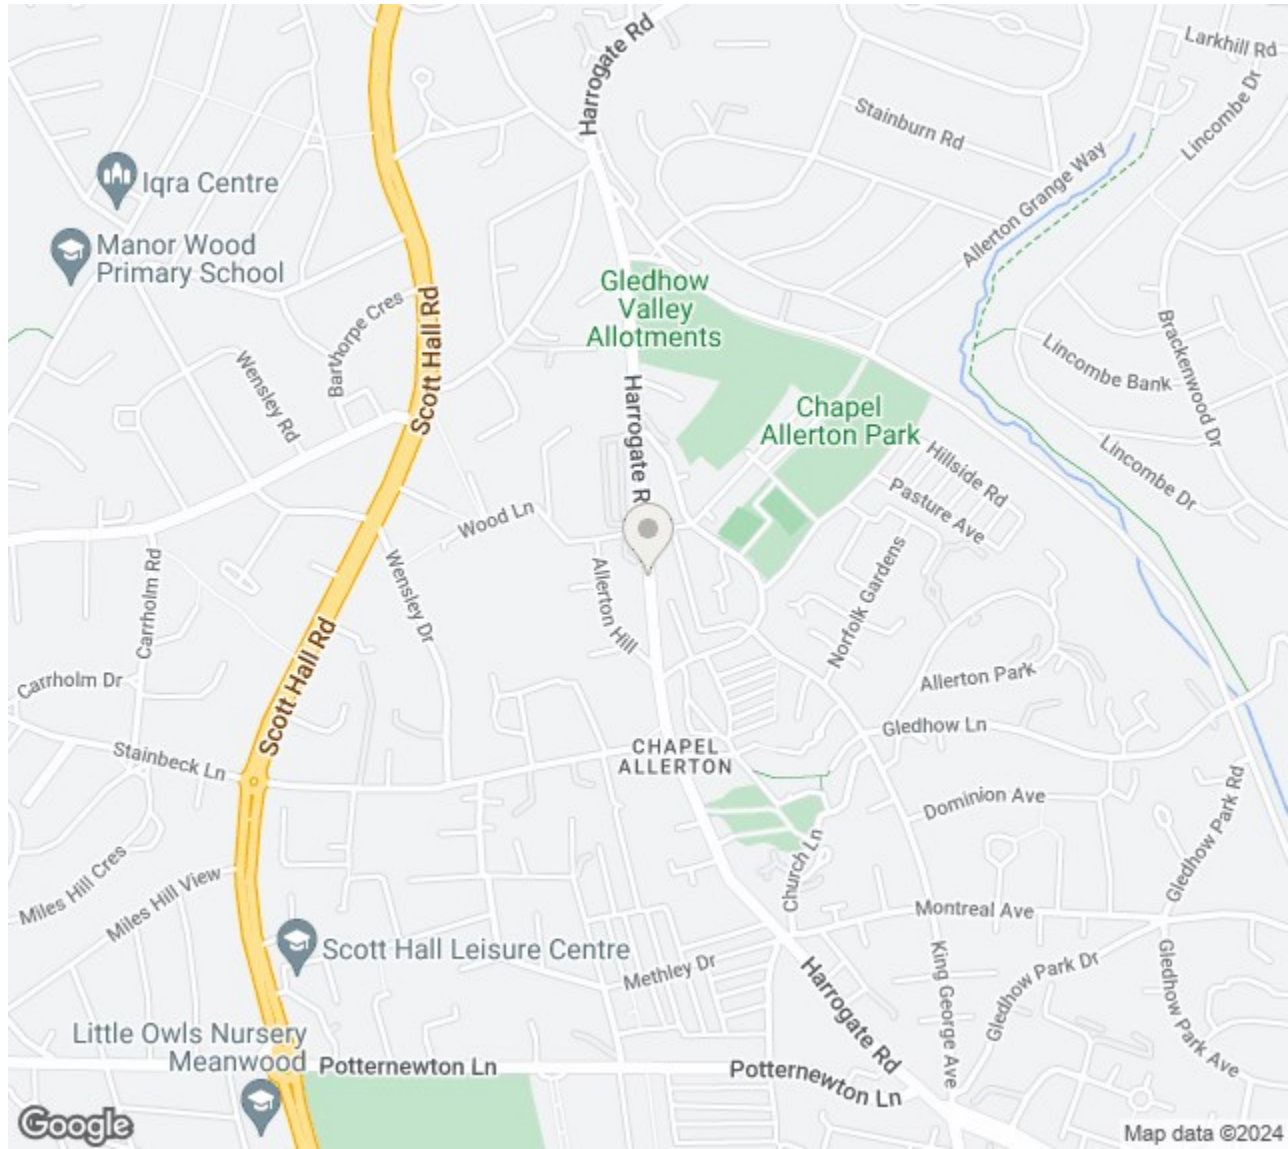 Harrogate Rd
Larkhill Rd
Lincombe Dr
Stainburn Rd
Allerton Grange Way
Iqra Centre
Manor Wood
Primary School
Gledhow
Valley
Allotments
Barthorpe Cres
Scott Hall Rd
Wensley Rd
Harrogate R
Chapel
Allerton Park
Lincombe Bank
Brackenwood Dr
Hillside Rd
Pasture Ave
Lincombe Dr
Wood Ln
Carrholm Rd
Wensley Dr
Allerton Hill
Norfolk Gardens
Scott Hall Rd
Carrholm Dr
Allerton Park
Gledhow Ln
Stainbeck Ln
CHAPEL
ALLERTON
Dominion Ave
Gledhow Park Rd
Miles Hill Cres
Miles Hill View
Church Ln
Montreal Ave
Scott Hall Leisure Centre
Methley Dr
Harrogate Rd
King George Ave
Gledhow Park Dr
Gledhow Park Ave
Little Owls Nursery
Meanwood
Potternewton Ln
Potternewton Ln
Google
Map data ©2024